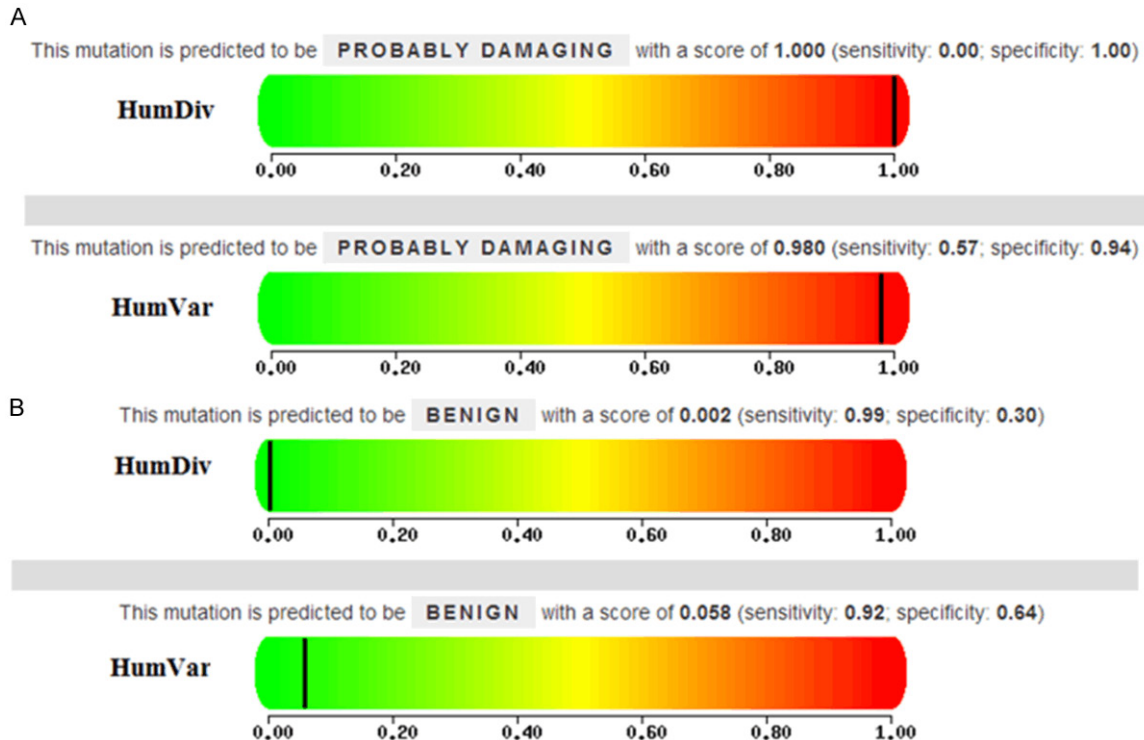 A
This mutation is predicted to be PROBABLY DAMAGING with a score of 1.000 (sensitivity: 0.00; specificity: 1.00)
HumDiv
0.00 0.20 0.40 0.60 0.80 1.00
This mutation is predicted to be PROBABLY DAMAGING with a score of 0.980 (sensitivity: 0.57; specificity: 0.94)
HumVar
0.00 0.20 0.40 0.60 0.80 1.00
B
This mutation is predicted to be BENIGN with a score of 0.002 (sensitivity: 0.99; specificity: 0.30)
HumDiv
0.00 0.20 0.40 0.60 0.80 1.00
This mutation is predicted to be BENIGN with a score of 0.058 (sensitivity: 0.92; specificity: 0.64)
HumVar
0.00 0.20 0.40 0.60 0.80 1.00